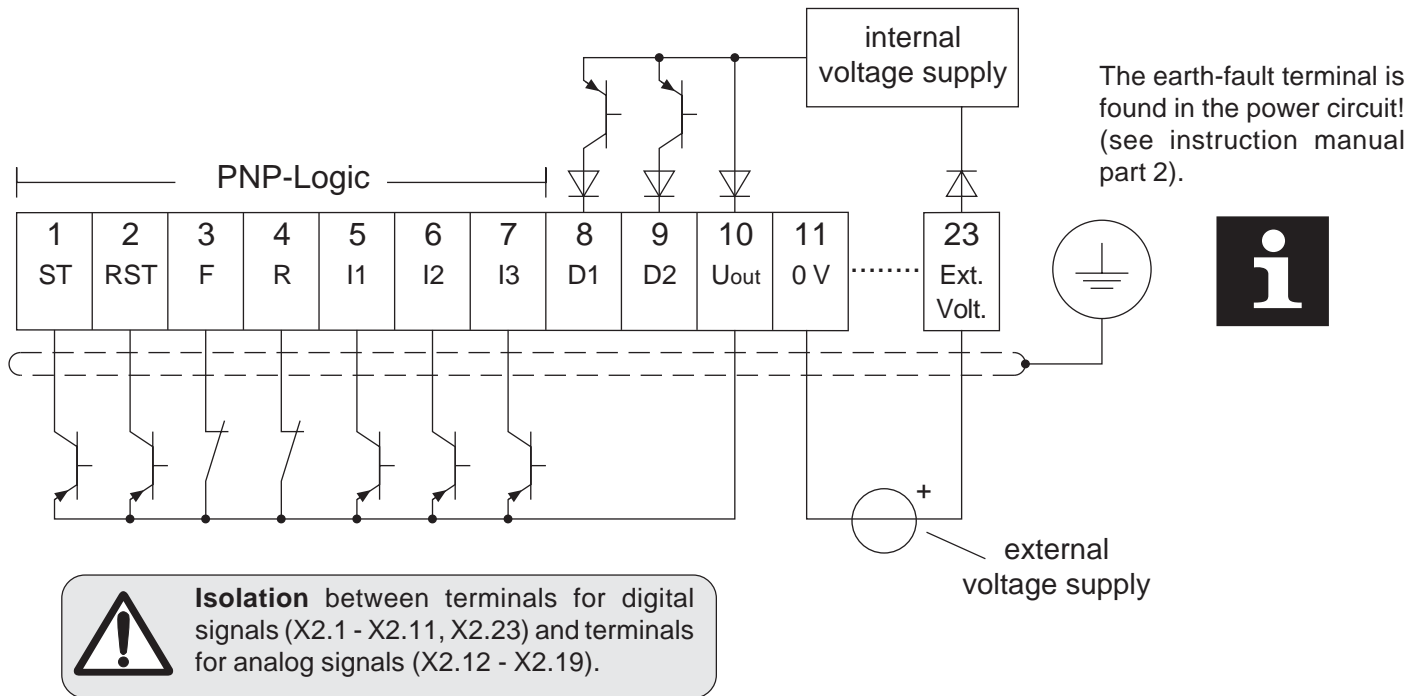 internal
voltage supply
The earth-fault terminal is
found in the power circuit!
(see instruction manual
part 2).
PNP-Logic
1 2 3 4 5 6 7 8 9 10 11 23
ST RST F R I1 I2 I3 D1 D2 Uout 0 V ........ Ext.
Volt.
i
+
external
voltage supply
Isolation between terminals for digital
signals (X2.1 - X2.11, X2.23) and terminals
for analog signals (X2.12 - X2.19).